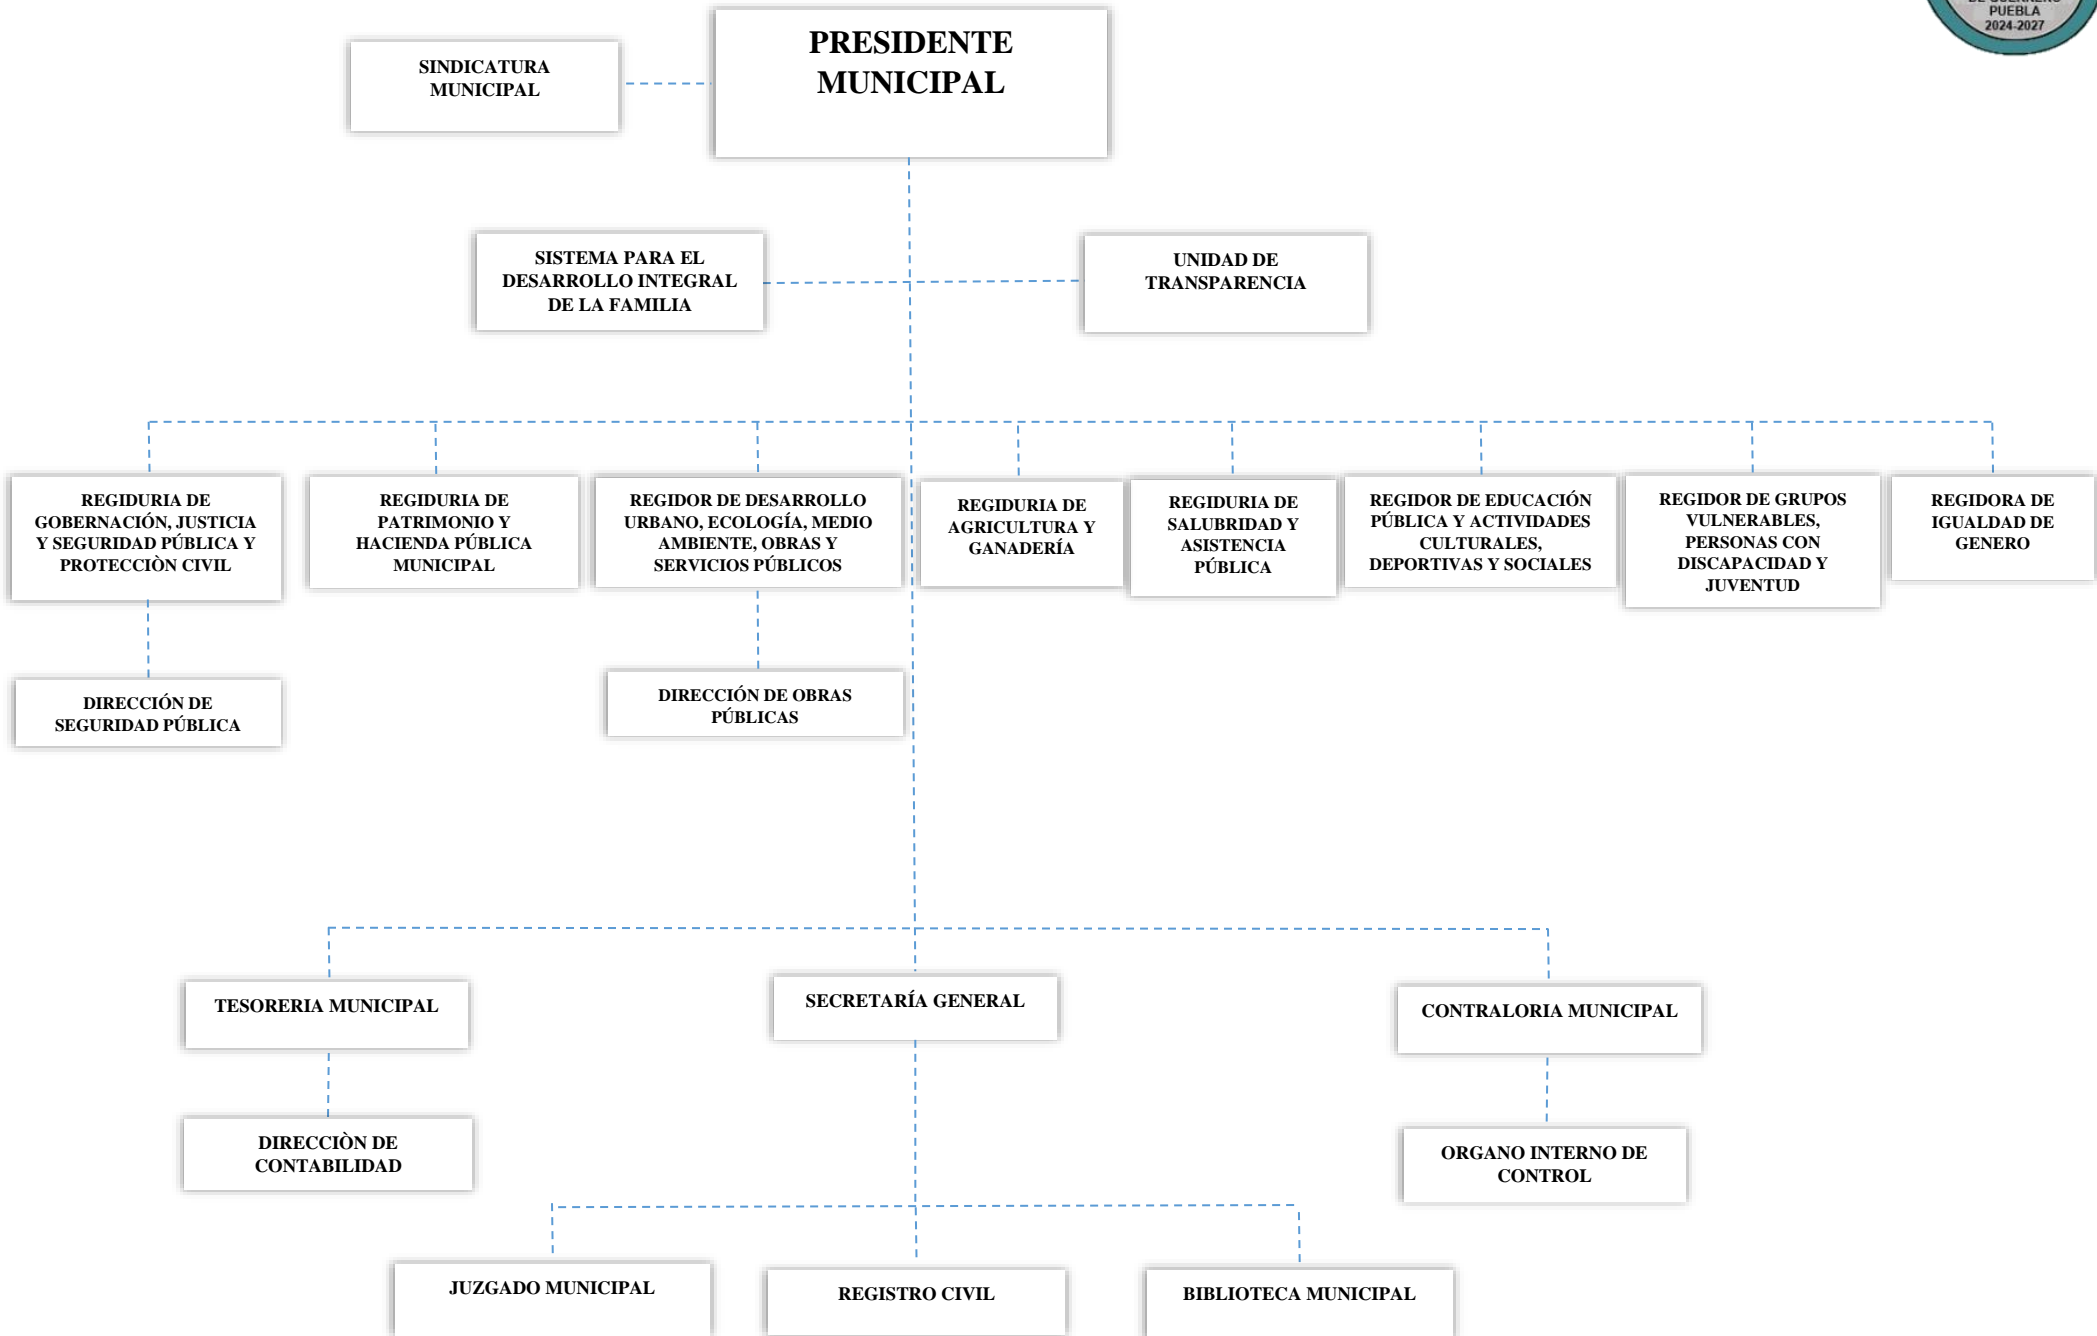 PUEBLA
2024-2027
PRESIDENTE
MUNICIPAL
SINDICATURA
MUNICIPAL
SISTEMA PARA EL
DESARROLLO INTEGRAL
DE LA FAMILIA
UNIDAD DE
TRANSPARENCIA
REGIDURIA DE
GOBERNACIÓN, JUSTICIA
Y SEGURIDAD PÚBLICA Y
PROTECCIÒN CIVIL
REGIDURIA DE
PATRIMONIO Y
HACIENDA PÚBLICA
MUNICIPAL
REGIDOR DE DESARROLLO
URBANO, ECOLOGÍA, MEDIO
AMBIENTE, OBRAS Y
SERVICIOS PÚBLICOS
REGIDURIA DE
AGRICULTURA Y
GANADERÍA
REGIDURIA DE
SALUBRIDAD Y
ASISTENCIA
PÚBLICA
REGIDOR DE EDUCACIÓN
PÚBLICA Y ACTIVIDADES
CULTURALES,
DEPORTIVAS Y SOCIALES
REGIDOR DE GRUPOS
VULNERABLES,
PERSONAS CON
DISCAPACIDAD Y
JUVENTUD
REGIDORA DE
IGUALDAD DE
GENERO
DIRECCIÓN DE
SEGURIDAD PÚBLICA
DIRECCIÓN DE OBRAS
PÚBLICAS
TESORERIA MUNICIPAL
SECRETARÍA GENERAL
CONTRALORIA MUNICIPAL
DIRECCIÒN DE
CONTABILIDAD
ORGANO INTERNO DE
CONTROL
JUZGADO MUNICIPAL
REGISTRO CIVIL
BIBLIOTECA MUNICIPAL